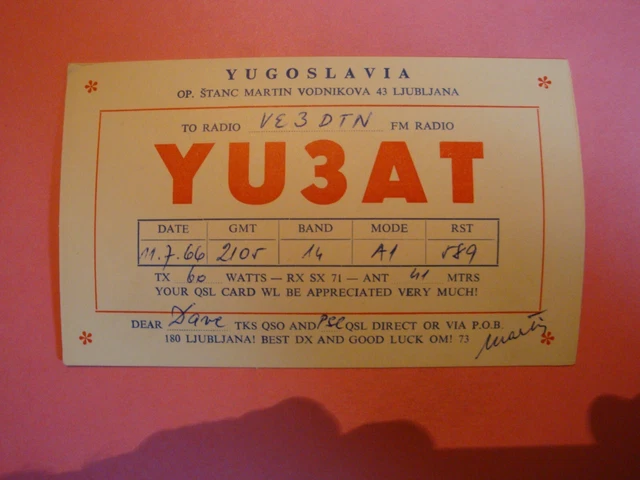 YUGOSLAVIA
OP. ŠTANC MARTIN VODNIKOVA 43 LJUBLJANA
TO RADIO VE3DTN FM RADIO
YU3AT
DATE GMT BAND MODE RST
11.7.66 2105 14 A1 589
TX 60 WATTS — RX SX 71 — ANT 41 MTRS
YOUR QSL CARD WL BE APPRECIATED VERY MUCH!
DEAR Dave TKS QSO AND PSE QSL DIRECT OR VIA P.O.B.
180 LJUBLJANA! BEST DX AND GOOD LUCK OM! 73 Martin